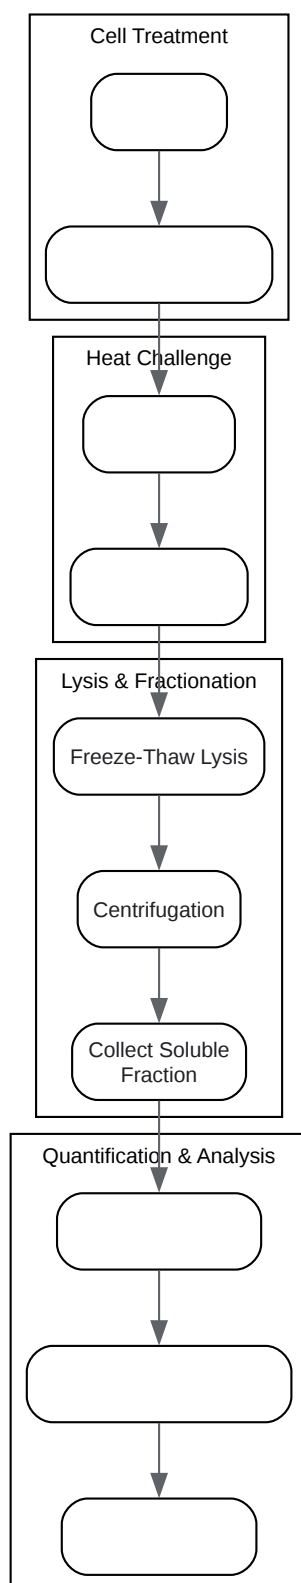 Cell Treatment
Heat Challenge
Lysis & Fractionation
Freeze-Thaw Lysis
Centrifugation
Collect Soluble
Fraction
Quantification & Analysis